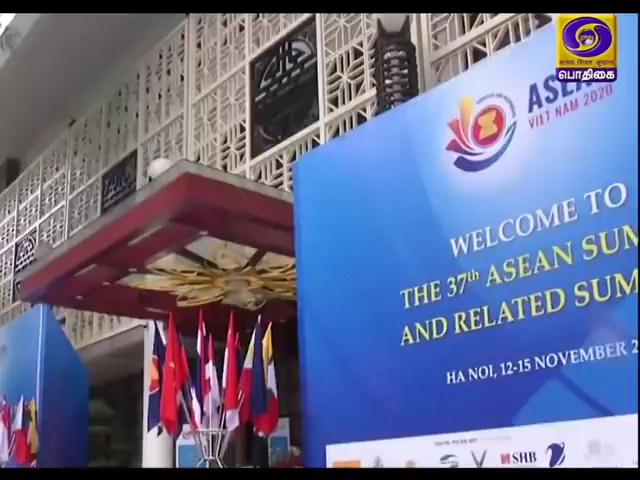 பொதிகை
ASEA
VIET NAM 2020
WELCOME TO
THE 37th ASEAN SUM
AND RELATED SUM
HA NOI, 12-15 NOVEMBER 2
SHB